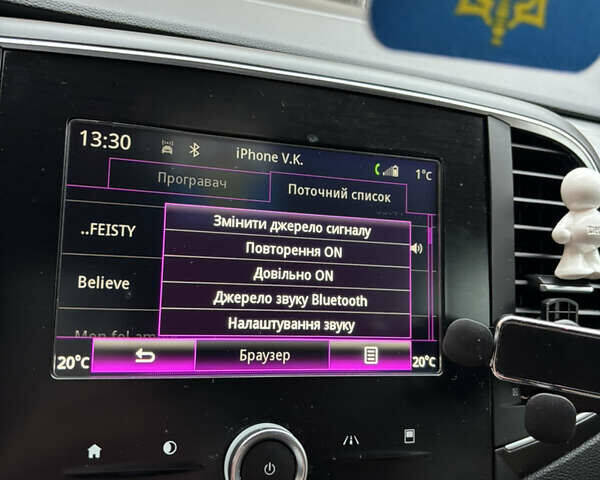 13:30
iPhone V.K.
1°C
Програвач
Поточний список
..FEISTY
Believe
Змінити джерело сигналу
Повторення ON
Довільно ON
Джерело звуку Bluetooth
Налаштування звуку
20°C
Браузер
20°C